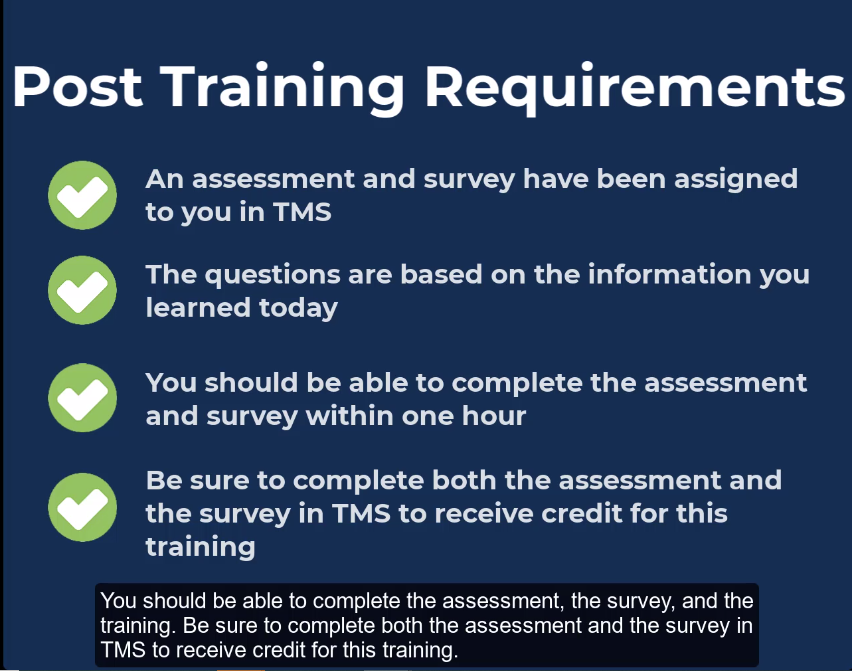 Post Training Requirements
An assessment and survey have been assigned
to you in TMS
The questions are based on the information you
learned today
You should be able to complete the assessment
and survey within one hour
Be sure to complete both the assessment and
the survey in TMS to receive credit for this
training
You should be able to complete the assessment, the survey, and the
training. Be sure to complete both the assessment and the survey in
TMS to receive credit for this training.